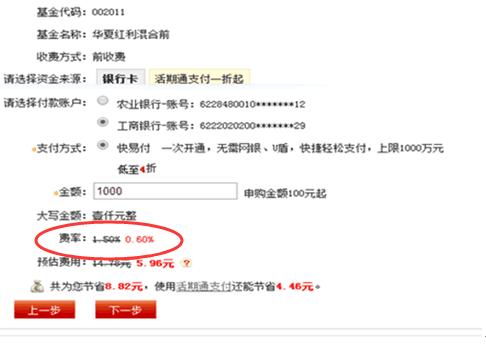 基金代码：002011
基金名称：华夏红利混合前
收费方式：前收费
请选择资金来源： 银行卡 活期通支付一折起
请选择付款账户： 农业银行-账号：6228480010*******12
工商银行-账号：6222020200*******29
*支付方式： 快易付 一次开通，无需网银、U盾，快捷轻松支付，上限1000万元
低至4折
*金额： 1000 申购金额100元起
大写金额：壹仟元整
费率：1.50% 0.60%
预估费用：14.78元 5.96元 ?
共为您节省8.82元，使用活期通支付还能节省4.46元。
上一步 下一步